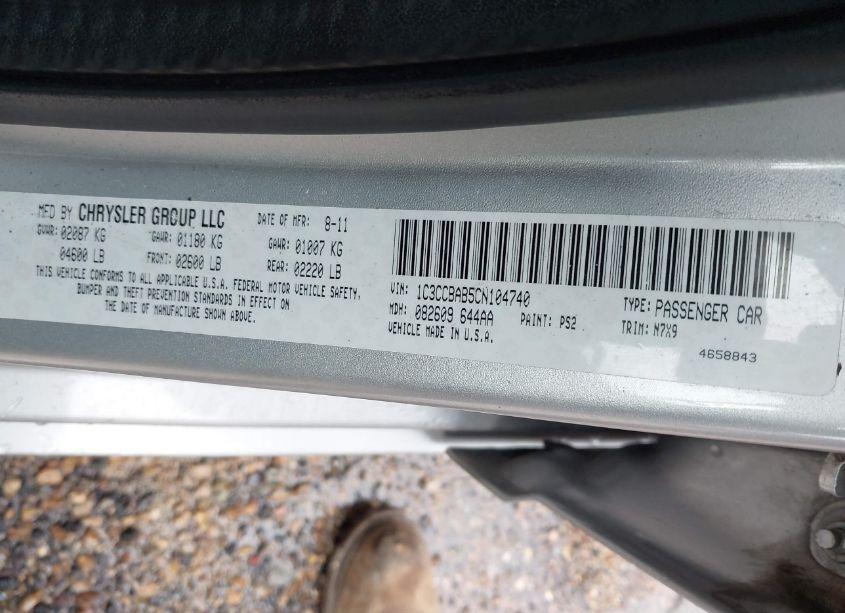 MFD BY CHRYSLER GROUP LLC DATE OF MFR: 8-11
GVWR: 02087 KG GAWR: 01180 KG GAWR: 01007 KG
04600 LB FRONT: 02600 LB REAR: 02220 LB
THIS VEHICLE CONFORMS TO ALL APPLICABLE U.S.A. FEDERAL MOTOR VEHICLE SAFETY,
BUMPER AND THEFT PREVENTION STANDARDS IN EFFECT ON
THE DATE OF MANUFACTURE SHOWN ABOVE.
VIN: 1C3CCBAB5CN104740 TYPE: PASSENGER CAR
MDH: 082609 644AA PAINT: PS2 TRIM: N7X9
VEHICLE MADE IN U.S.A.
4658843